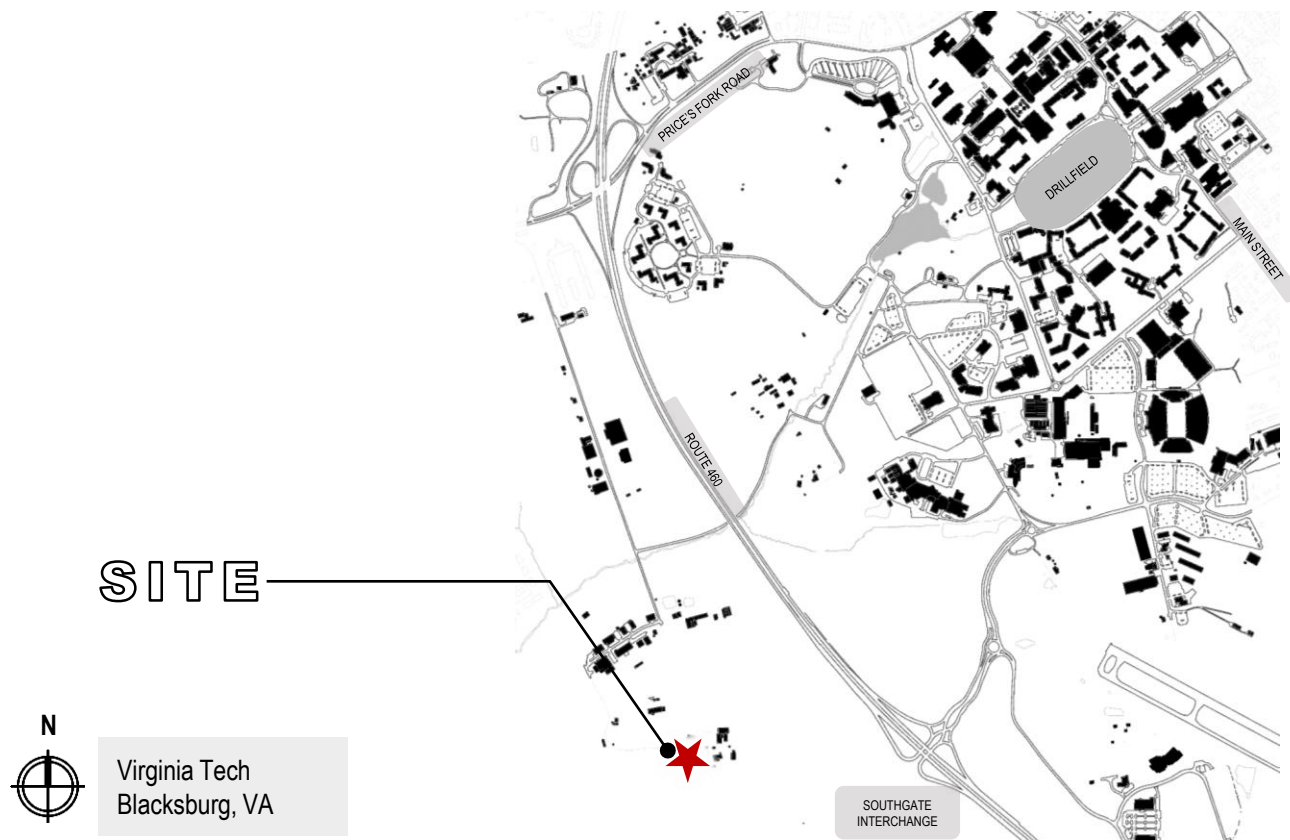 PRICE'S FORK ROAD
DRILLFIELD
MAIN STREET
ROUTE 460
SITE
N
Virginia Tech
Blacksburg, VA
SOUTHGATE
INTERCHANGE